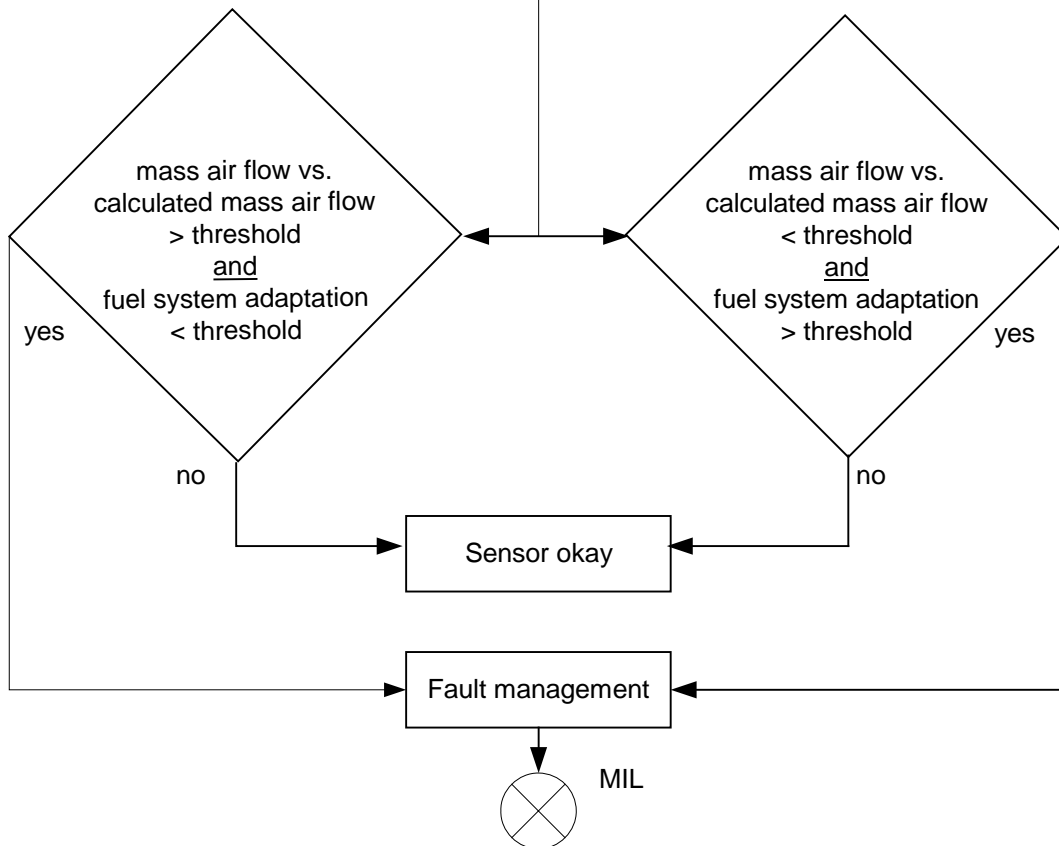 mass air flow vs.
calculated mass air flow
> threshold
and
fuel system adaptation
< threshold
yes
no
mass air flow vs.
calculated mass air flow
< threshold
and
fuel system adaptation
> threshold
yes
no
Sensor okay
Fault management
MIL